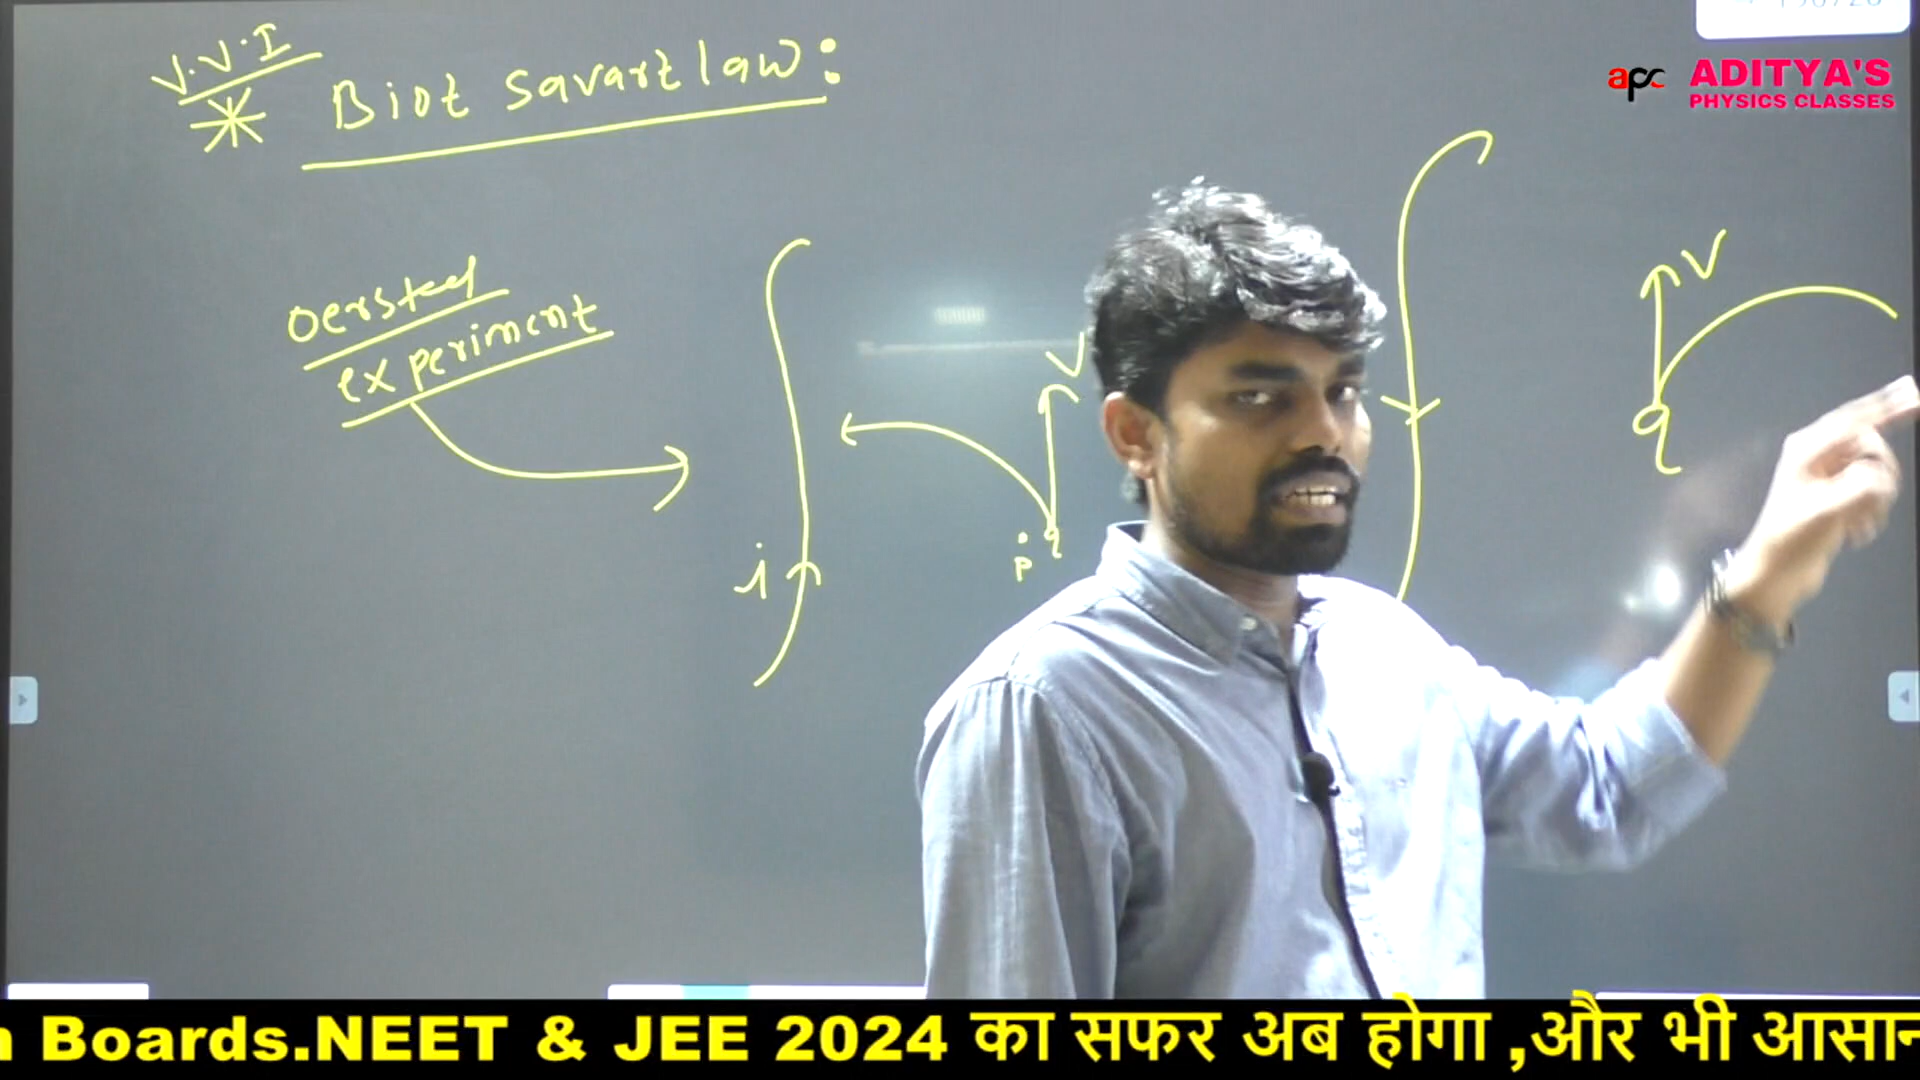 V.V.I
Biot Savart law:
apc ADITYA'S
PHYSICS CLASSES
oersted
experiment
i
V
q
p
V
q
Boards.NEET & JEE 2024 का सफर अब होगा ,और भी आसान